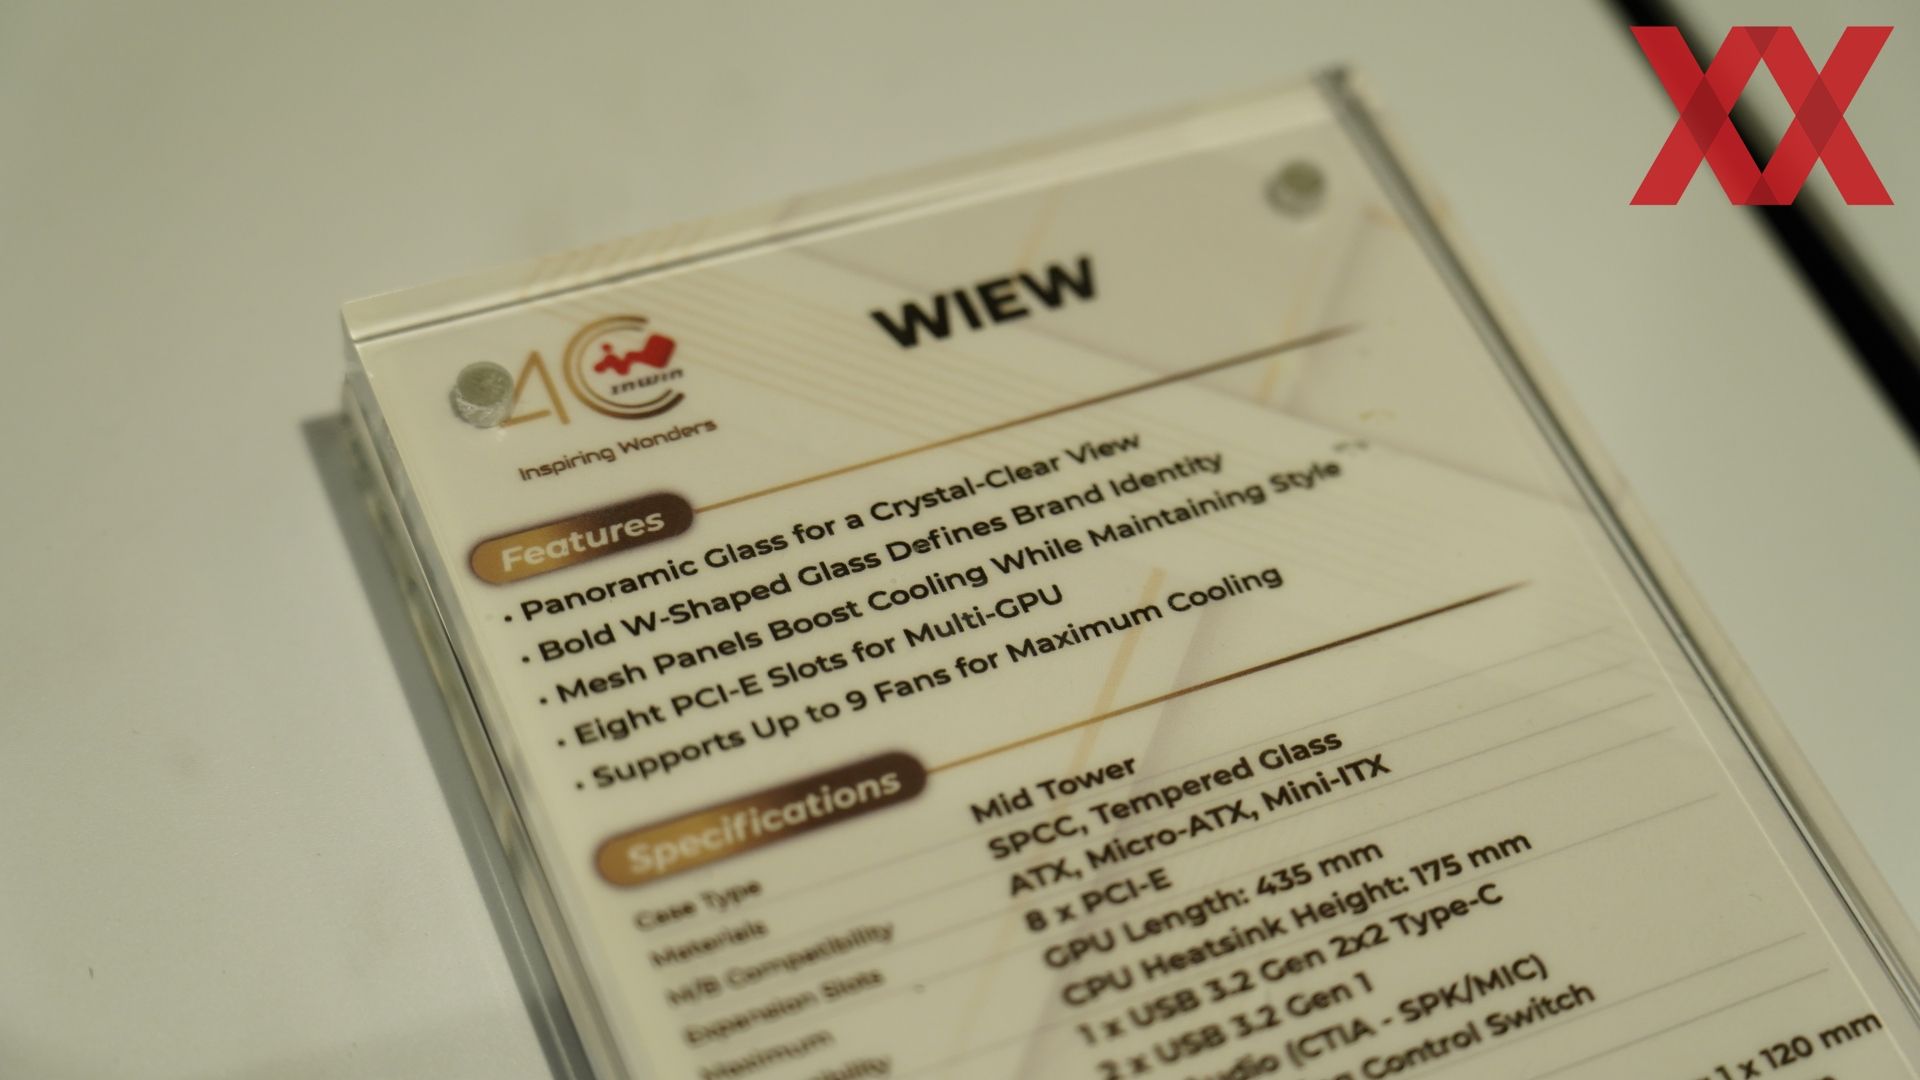 WIEW
40
InWin
Inspiring Wonders
Features
· Panoramic Glass for a Crystal-Clear View
· Bold W-Shaped Glass Defines Brand Identity
· Mesh Panels Boost Cooling While Maintaining Style
· Eight PCI-E Slots for Multi-GPU
· Supports Up to 9 Fans for Maximum Cooling
Specifications
Case Type Mid Tower
Materials SPCC, Tempered Glass
M/B Compatibility ATX, Micro-ATX, Mini-ITX
Expansion Slots 8 x PCI-E
Maximum GPU Length: 435 mm
CPU Heatsink Height: 175 mm
1 x USB 3.2 Gen 2x2 Type-C
2 x USB 3.2 Gen 1
(CTIA - SPK/MIC)
Control Switch
1 x 120 mm